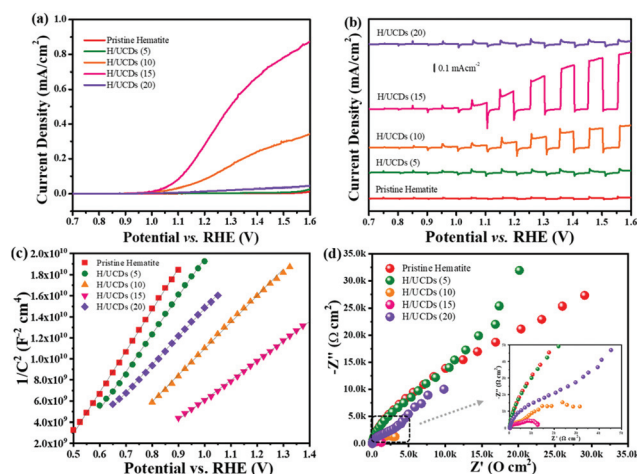 (a)
Pristine Hematite
H/UCDs (5)
H/UCDs (10)
H/UCDs (15)
H/UCDs (20)
Current Density (mA/cm²)
1.0
0.8
0.6
0.4
0.2
0.0
0.7 0.8 0.9 1.0 1.1 1.2 1.3 1.4 1.5 1.6
Potential vs. RHE (V)
(b)
H/UCDs (20)
0.1 mAcm⁻²
H/UCDs (15)
H/UCDs (10)
H/UCDs (5)
Pristine Hematite
Current Density (mA/cm²)
0.7 0.8 0.9 1.0 1.1 1.2 1.3 1.4 1.5 1.6
Potential vs. RHE (V)
(c)
Pristine Hematite
H/UCDs (5)
H/UCDs (10)
H/UCDs (15)
H/UCDs (20)
1/C² (F⁻² cm⁴)
2.0x10¹⁰
1.8x10¹⁰
1.6x10¹⁰
1.4x10¹⁰
1.2x10¹⁰
1.0x10¹⁰
8.0x10⁹
6.0x10⁹
4.0x10⁹
2.0x10⁹
0.5 0.6 0.7 0.8 0.9 1.0 1.1 1.2 1.3 1.4
Potential vs. RHE (V)
(d)
Pristine Hematite
H/UCDs (5)
H/UCDs (10)
H/UCDs (15)
H/UCDs (20)
-Z'' (Ω cm²)
35.0k
30.0k
25.0k
20.0k
15.0k
10.0k
5.0k
0.0
0.0 5.0k 10.0k 15.0k 20.0k 25.0k 30.0k 35.0k
Z' (O cm²)
-Z'' (Ω cm²)
Z' (Ω cm²)